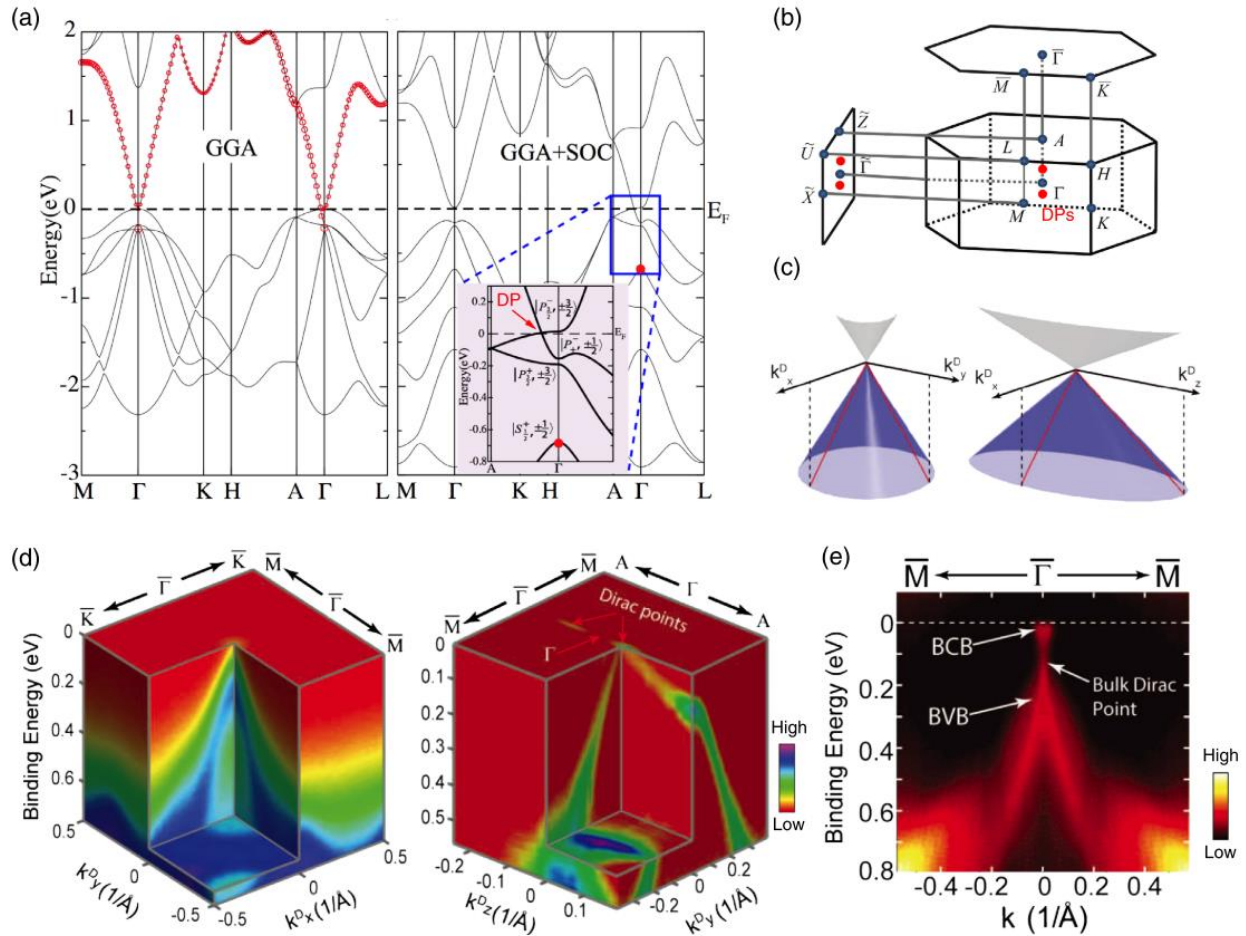 (a)
2
1
0
-1
-2
-3
Energy(eV)
GGA
GGA+SOC
E_F
M Γ K H A Γ L
M Γ K H A Γ L
DP
0.2
0
-0.2
-0.4
-0.6
-0.8
Energy(eV)
E_F
A Γ
(b)
Γ̅
M̅
K̅
Z̃
Ũ
Γ̃
X̃
L
A
H
Γ
M
DPs
K
(c)
k^D_x
k^D_y
k^D_x
k^D_z
(d)
K̅ Γ̅ K̅
M̅ Γ̅ M̅
Binding Energy (eV)
0
0.2
0.4
0.6
0.5
0
-0.5
k^D_y (1/Å)
-0.5
0
0.5
k^D_x (1/Å)
M̅ Γ̅ M̅
A Γ A
Dirac points
Γ
0
0.1
0.2
0.3
0.4
0.5
-0.2
-0.1
0
0.1
k^D_z (1/Å)
-0.2
0
0.2
k^D_y (1/Å)
High
Low
(e)
M̅ Γ̅ M̅
Binding Energy (eV)
0
0.2
0.4
0.6
0.8
BCB
BVB
Bulk Dirac
Point
-0.4 -0.2 0 0.2 0.4
k (1/Å)
High
Low